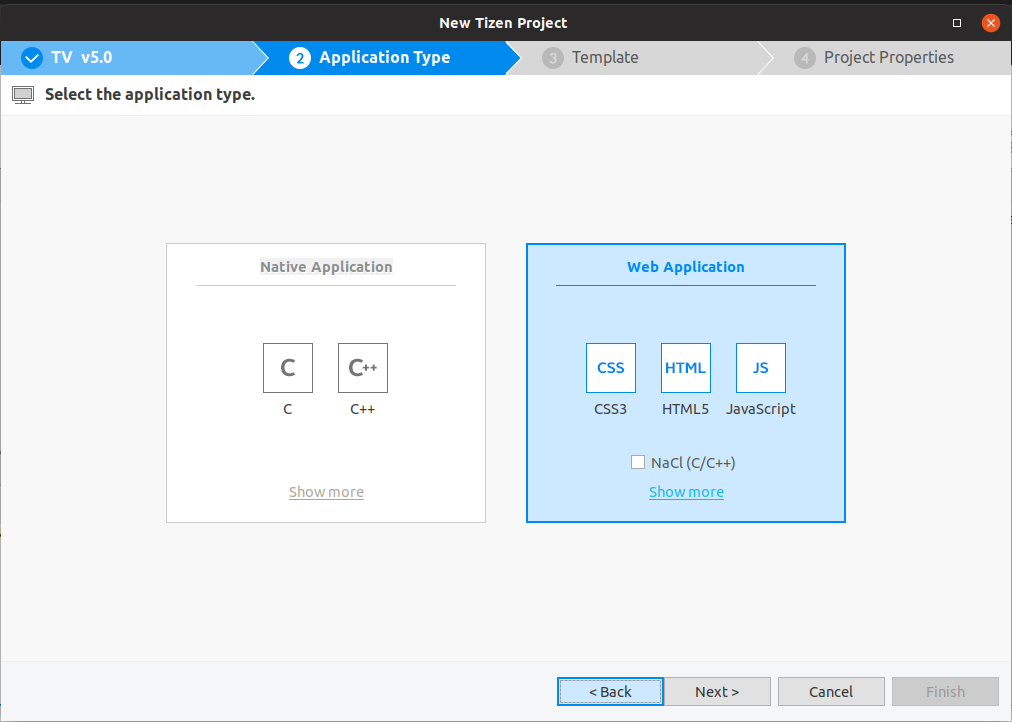 New Tizen Project
TV v5.0
2 Application Type
3 Template
4 Project Properties
Select the application type.
Native Application
C
C++
C
C++
Show more
Web Application
CSS
HTML
JS
CSS3
HTML5
JavaScript
NaCl (C/C++)
Show more
< Back
Next >
Cancel
Finish